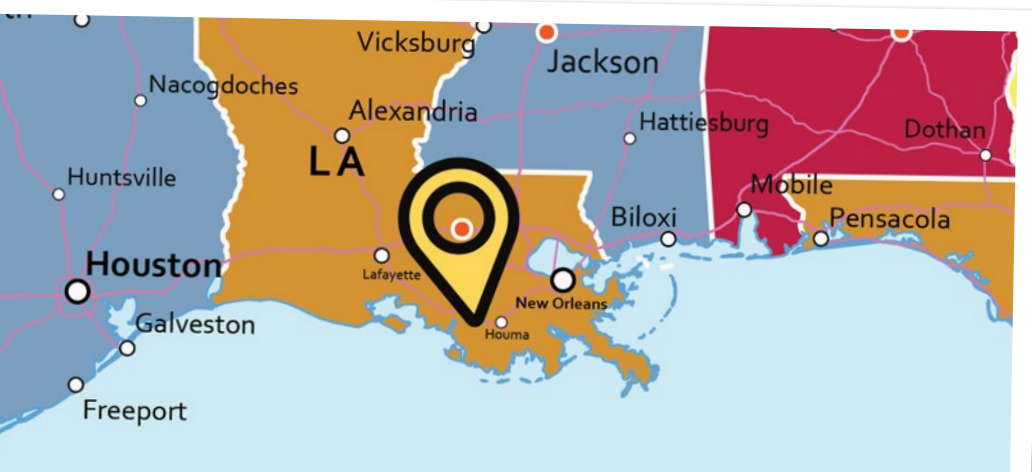 Vicksburg
Jackson
Nacogdoches
Alexandria
Hattiesburg
Dothan
LA
Huntsville
Mobile
Biloxi
Pensacola
Houston
Lafayette
New Orleans
Galveston
Houma
Freeport